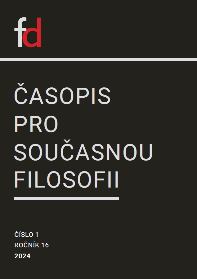 fd
ČASOPIS
PRO
SOUČASNOU
FILOSOFII
ČÍSLO 1
ROČNÍK 16
2024